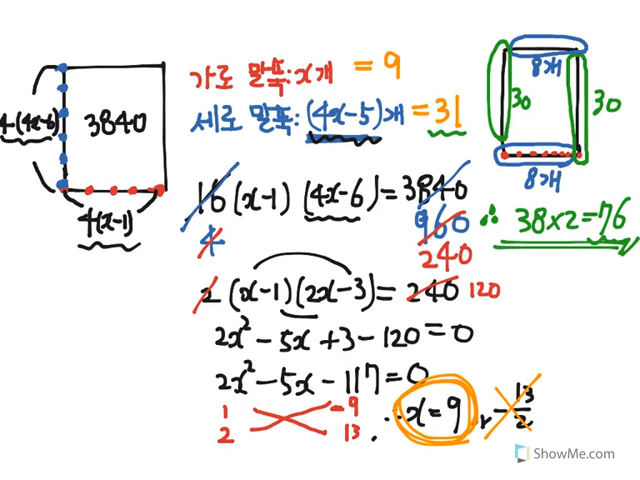 가로 말뚝: x개 = 9
세로 말뚝: (4x-5)개 = 31
4(4x-6)
3840
4(x-1)
8개
30
30
8개
16(x-1)(4x-6)=3840
4
960
240
∴ 38×2=76
2(x-1)(2x-3)=240 120
2x²-5x+3-120=0
2x²-5x-117=0
1 -9
2 13
∴ x=9, -13/2
ShowMe.com